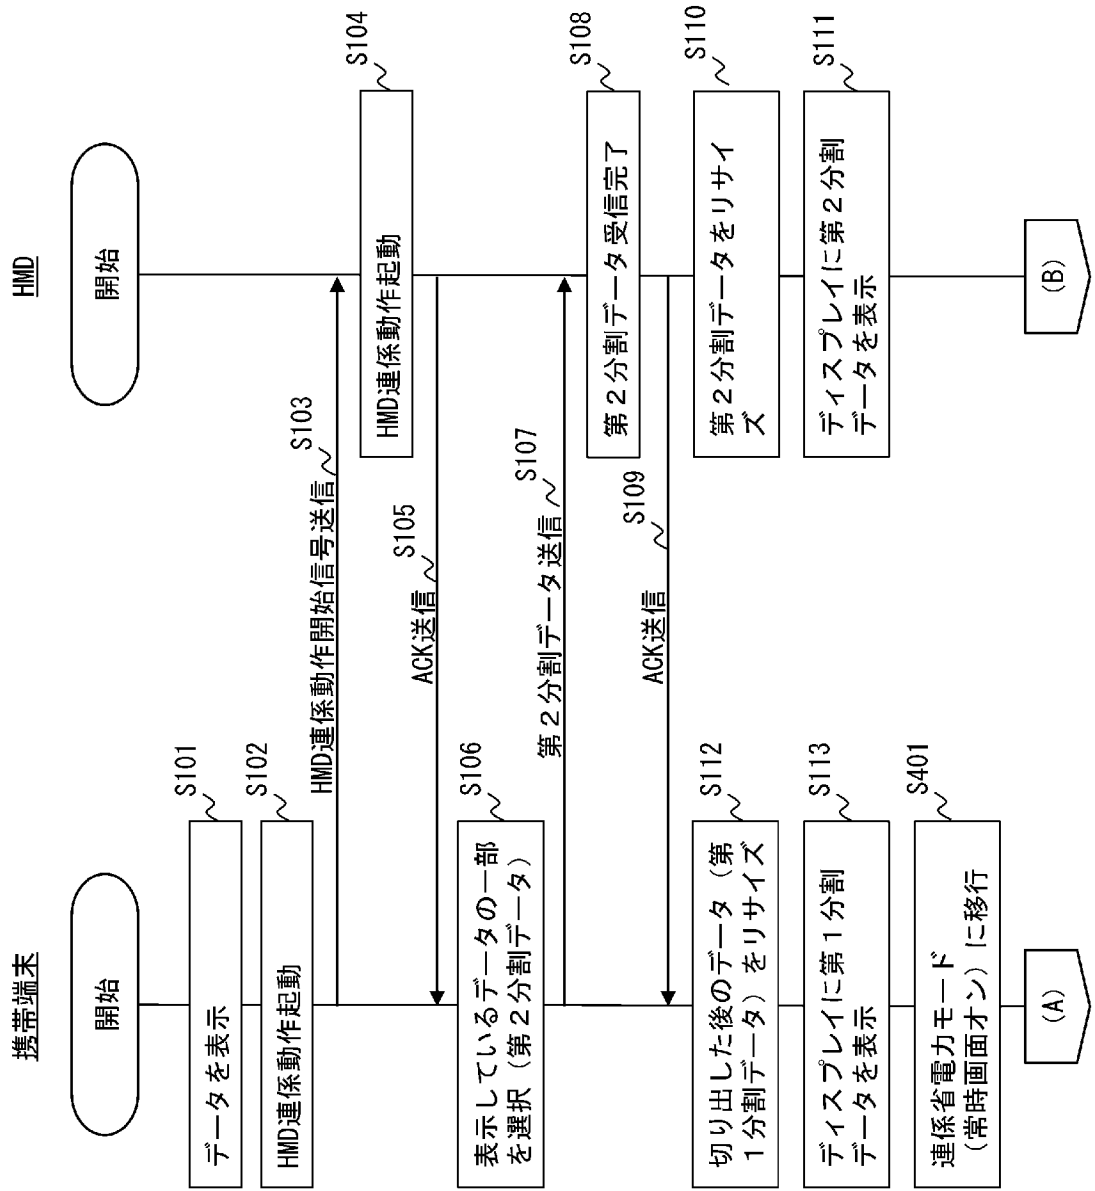 携帯端末
HMD
開始
開始
データを表示
S101
HMD連係動作起動
S102
HMD連係動作開始信号送信
S103
HMD連係動作起動
S104
ACK送信
S105
表示しているデータの一部
を選択（第２分割データ）
S106
第２分割データ送信
S107
第２分割データ受信完了
S108
ACK送信
S109
第２分割データをリサイ
ズ
S110
ディスプレイに第２分割
データを表示
S111
切り出した後のデータ（第
１分割データ）をリサイズ
S112
ディスプレイに第１分割
データを表示
S113
連係省電力モード
（常時画面オン）に移行
S401
(A)
(B)